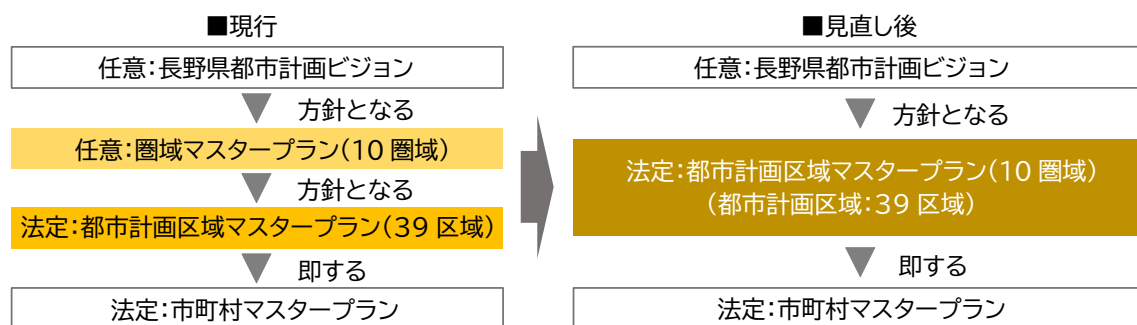 ■現行
任意:長野県都市計画ビジョン
方針となる
任意:圏域マスタープラン(10 圏域)
方針となる
法定:都市計画区域マスタープラン(39 区域)
即する
法定:市町村マスタープラン
■見直し後
任意:長野県都市計画ビジョン
方針となる
法定:都市計画区域マスタープラン(10 圏域)
(都市計画区域:39 区域)
即する
法定:市町村マスタープラン